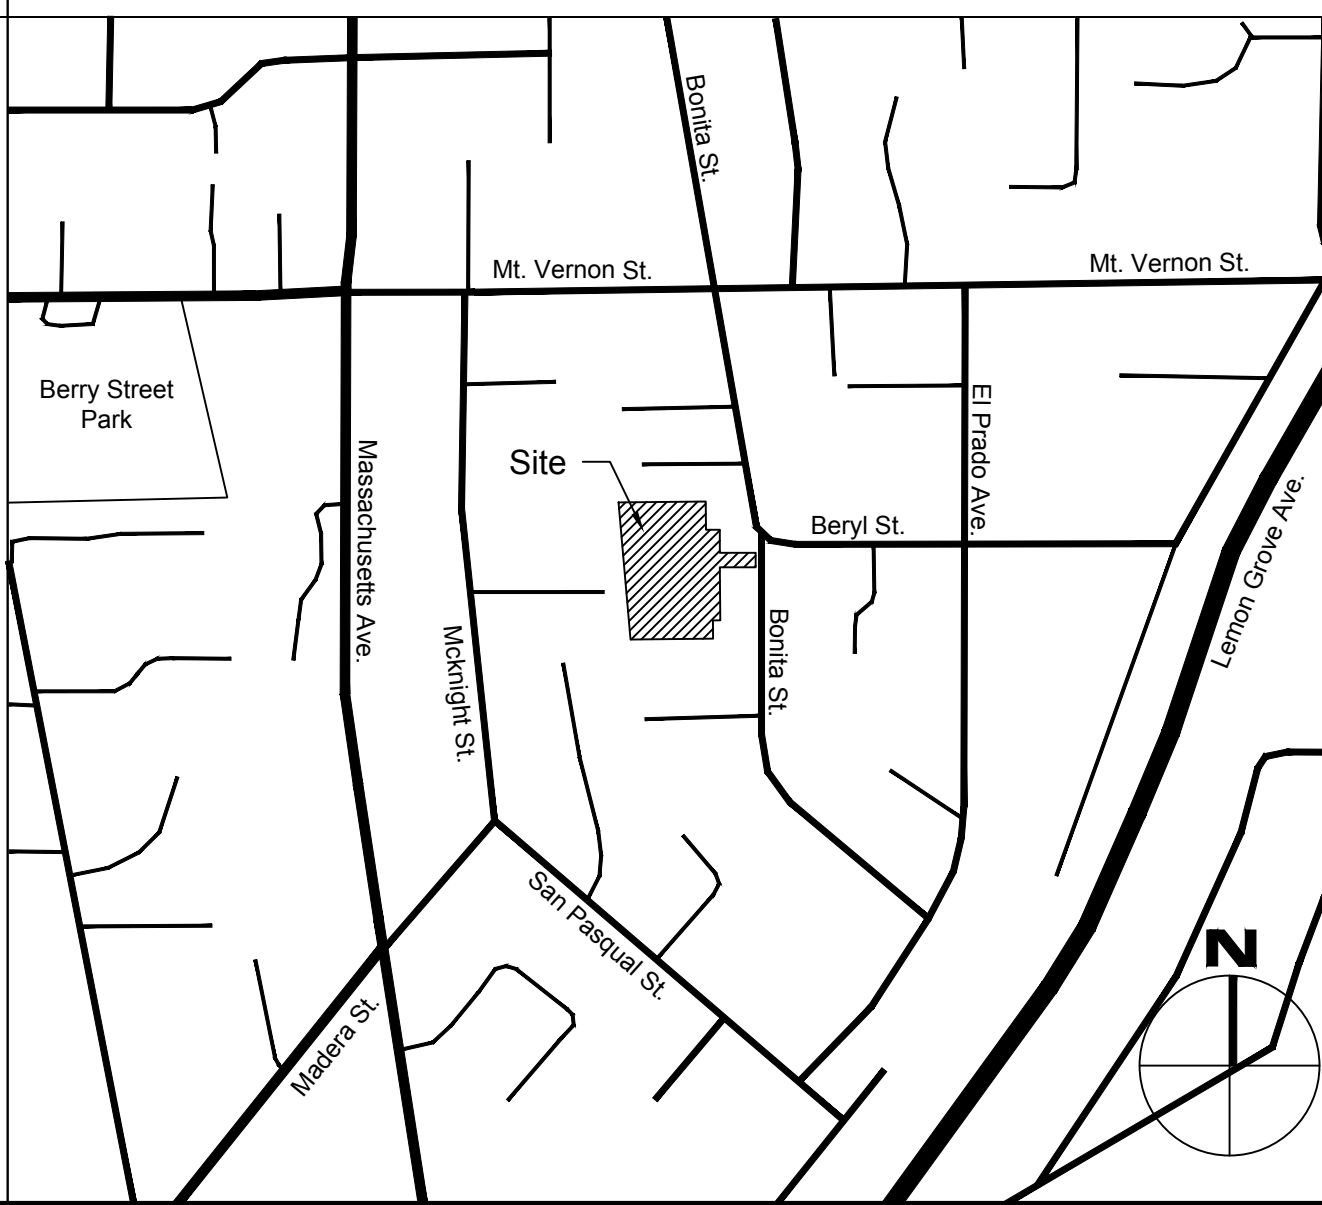 Bonita St.
Mt. Vernon St.
Mt. Vernon St.
Berry Street
Park
El Prado Ave.
Massachusetts Ave.
Site
Beryl St.
Lemon Grove Ave.
Mcknight St.
Bonita St.
San Pasqual St.
N
Madera St.